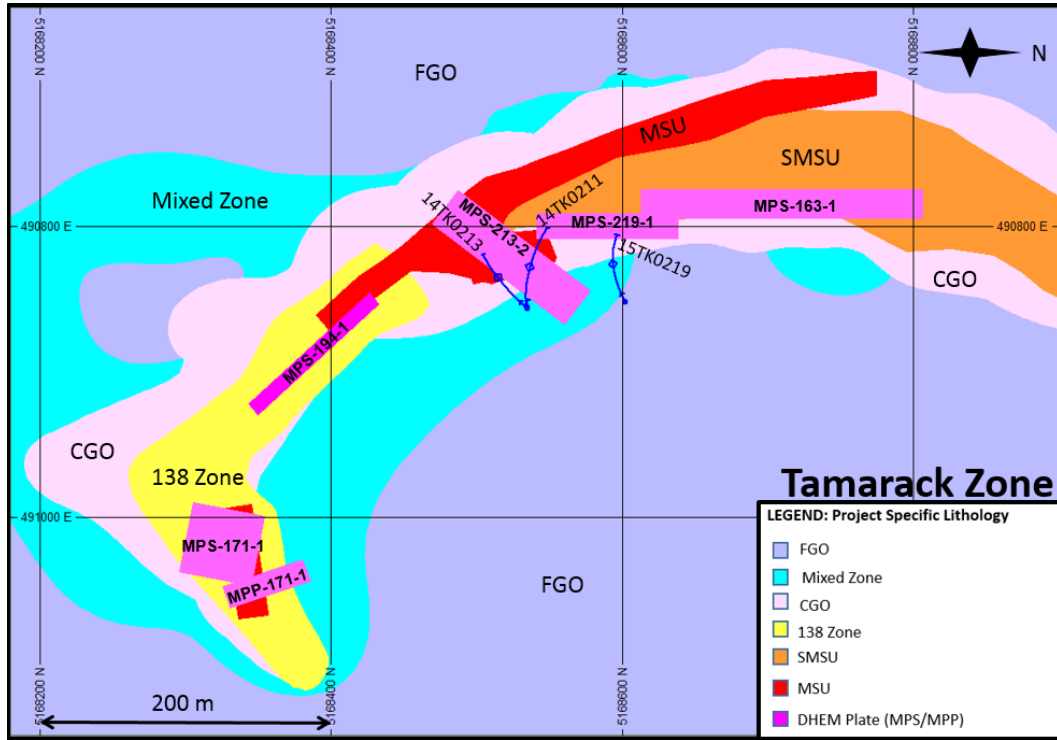 5168200 N
5168400 N
5168600 N
5168800 N
FGO
N
MSU
SMSU
Mixed Zone
14TK0211
14TK0213
MPS-213-2
MPS-219-1
MPS-163-1
490800 E
490800 E
15TK0219
CGO
MPS-194-1
CGO
138 Zone
Tamarack Zone
491000 E
LEGEND: Project Specific Lithology
MPS-171-1
FGO
MPP-171-1
FGO
Mixed Zone
CGO
138 Zone
SMSU
MSU
DHEM Plate (MPS/MPP)
200 m
5168200 N
5168400 N
5168600 N